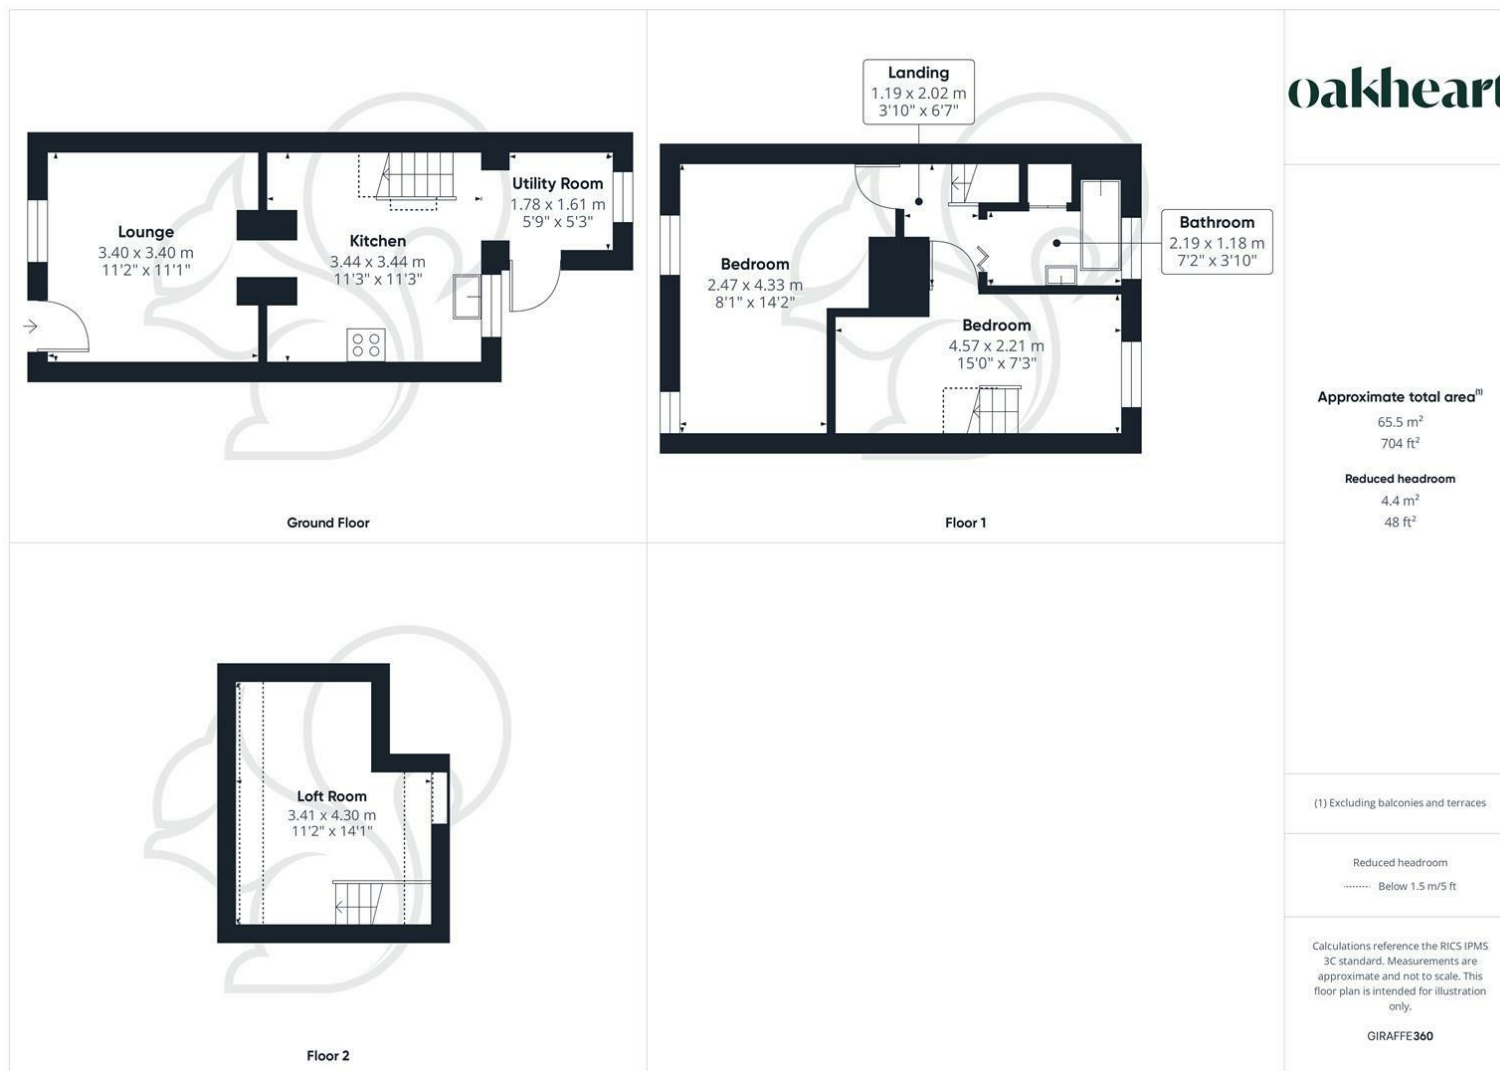 Lounge
3.40 x 3.40 m
11'2" x 11'1"
Kitchen
3.44 x 3.44 m
11'3" x 11'3"
Utility Room
1.78 x 1.61 m
5'9" x 5'3"
Ground Floor
Landing
1.19 x 2.02 m
3'10" x 6'7"
Bedroom
2.47 x 4.33 m
8'1" x 14'2"
Bathroom
2.19 x 1.18 m
7'2" x 3'10"
Bedroom
4.57 x 2.21 m
15'0" x 7'3"
Floor 1
Loft Room
3.41 x 4.30 m
11'2" x 14'1"
Floor 2
oakheart
Approximate total area(1)
65.5 m²
704 ft²
Reduced headroom
4.4 m²
48 ft²
(1) Excluding balconies and terraces
Reduced headroom
Below 1.5 m/5 ft
Calculations reference the RICS IPMS
3C standard. Measurements are
approximate and not to scale. This
floor plan is intended for illustration
only.
GIRAFFE360